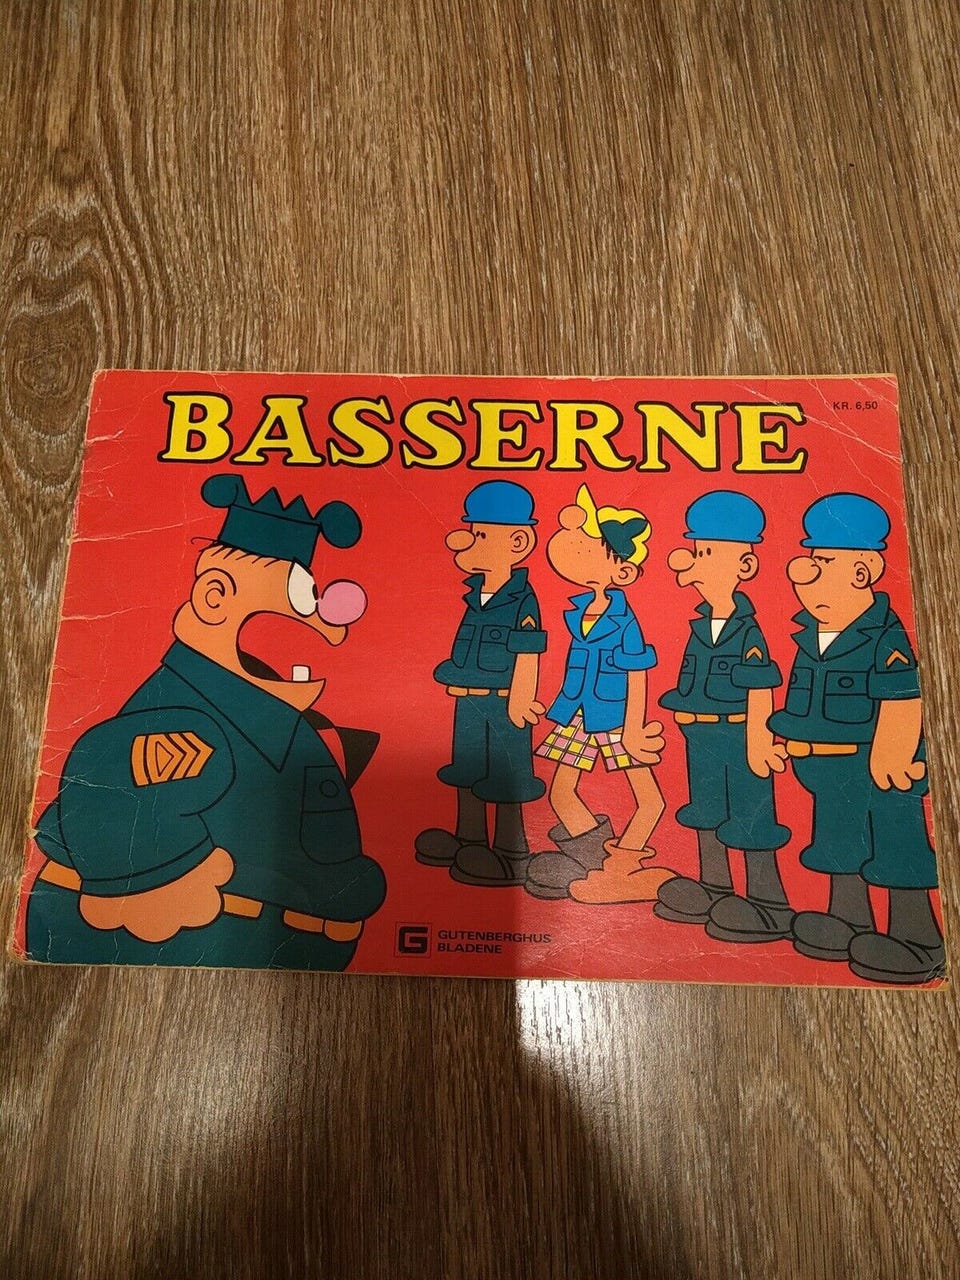 BASSERNE
KR. 6,50
G
GUTENBERGHUS
BLADENE